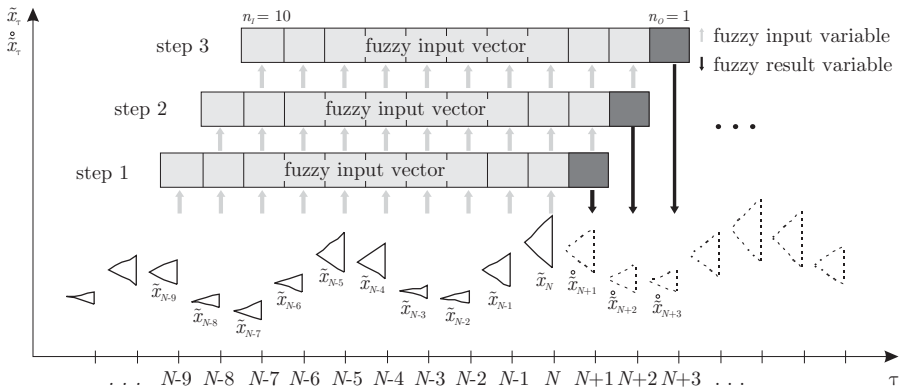 x̃_τ
x̊̃_τ
n_I = 10
n_O = 1
step 3
fuzzy input vector
fuzzy input variable
fuzzy result variable
step 2
fuzzy input vector
• • •
step 1
fuzzy input vector
x̃_N-9
x̃_N-8
x̃_N-7
x̃_N-6
x̃_N-5
x̃_N-4
x̃_N-3
x̃_N-2
x̃_N-1
x̃_N
x̊̃_N+1
x̊̃_N+2
x̊̃_N+3
. . . N-9 N-8 N-7 N-6 N-5 N-4 N-3 N-2 N-1 N N+1 N+2 N+3 . . . τ